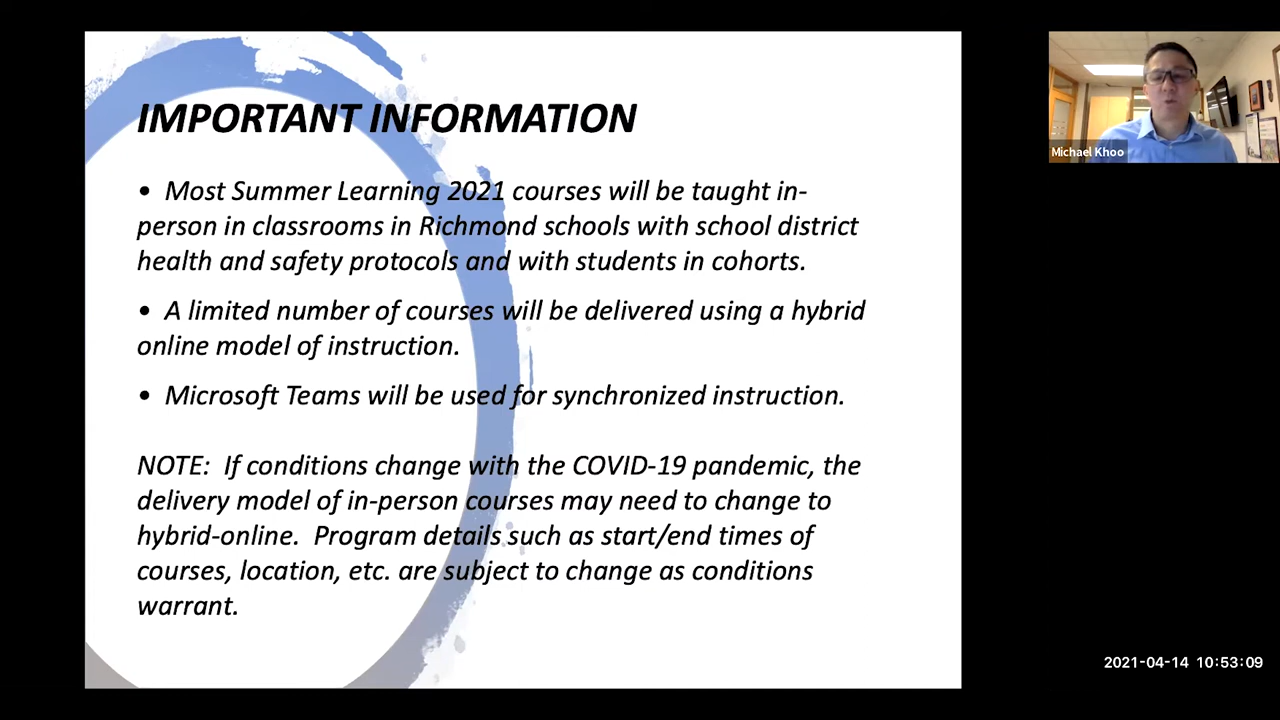 IMPORTANT INFORMATION
• Most Summer Learning 2021 courses will be taught in-
person in classrooms in Richmond schools with school district
health and safety protocols and with students in cohorts.
• A limited number of courses will be delivered using a hybrid
online model of instruction.
• Microsoft Teams will be used for synchronized instruction.
NOTE: If conditions change with the COVID-19 pandemic, the
delivery model of in-person courses may need to change to
hybrid-online. Program details such as start/end times of
courses, location, etc. are subject to change as conditions
warrant.
Michael Khoo
2021-04-14 10:53:09